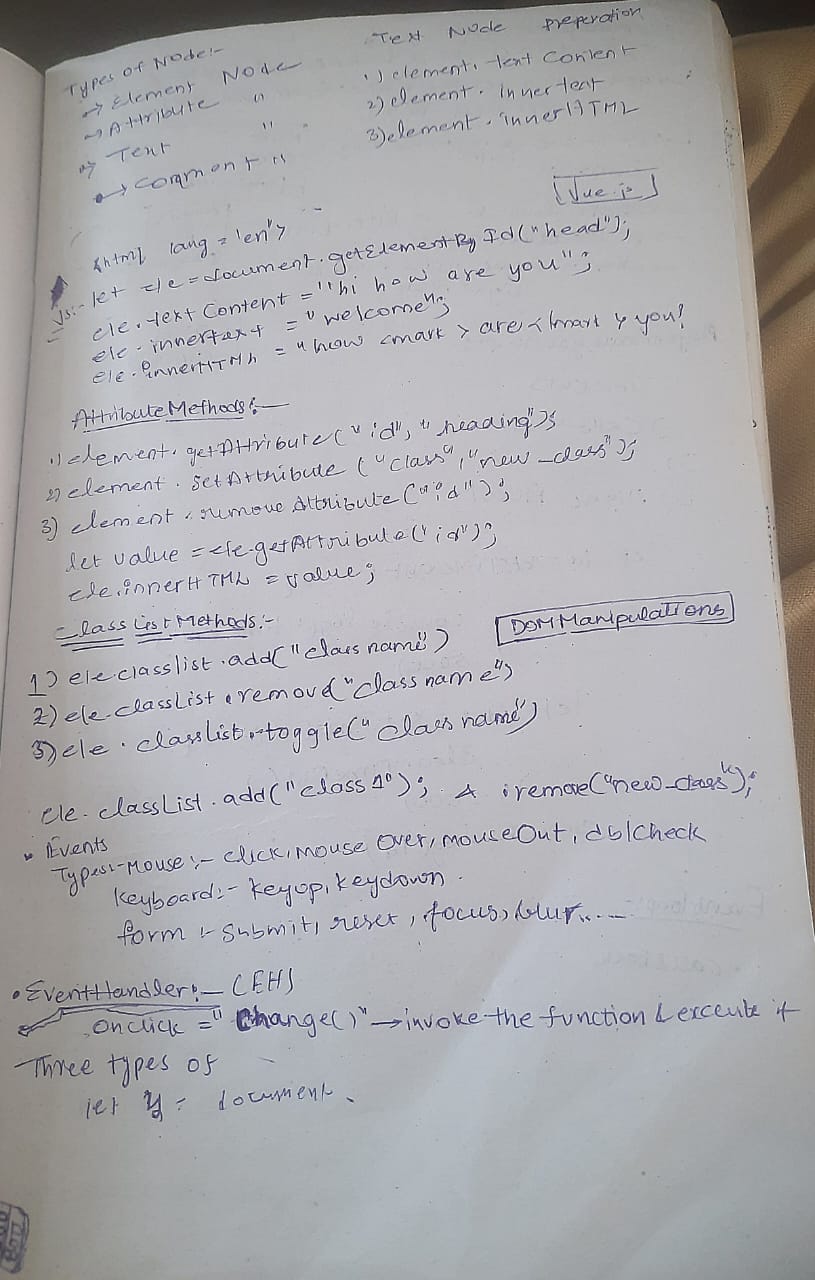 Types of Node:-
→ Element Node
→ Attribute "
→ Text "
→ Comment "
Text Node Preperation
1) element. text Content
2) element. inner text
3) element. innerHTML
Vue.js
<html lang = 'en'>
Js:- let ele = document.getElementById("head");
ele.text Content = "hi how are you";
ele.innertext = "welcome";
ele.innerHTML = "how <mark> are <mark> you!
Attribute Methods:-
1) element. getAttribute("id", "heading");
2) element. SetAttribute ("class", "new_class");
3) element. remove Attribute("id");
let value = ele.getAttribute("id");
ele.innerHTML = value;
Class List Methods:-
DOM Manipulations
1) ele.classlist.add("class name")
2) ele.classList.remove("class name")
3) ele.classList.toggle("class name")
ele.classList.add("class1"); & .remove("new_class");
• Events
Types:- Mouse:- click, mouse over, mouseOut, dblCheck
Keyboard:- keyup, keydown.
form:- Submit, reset, focus, blur....
• EventHandler:- (EH)
onclick = "Change()" → invoke the function & exceute it
Three types of
let y = document.